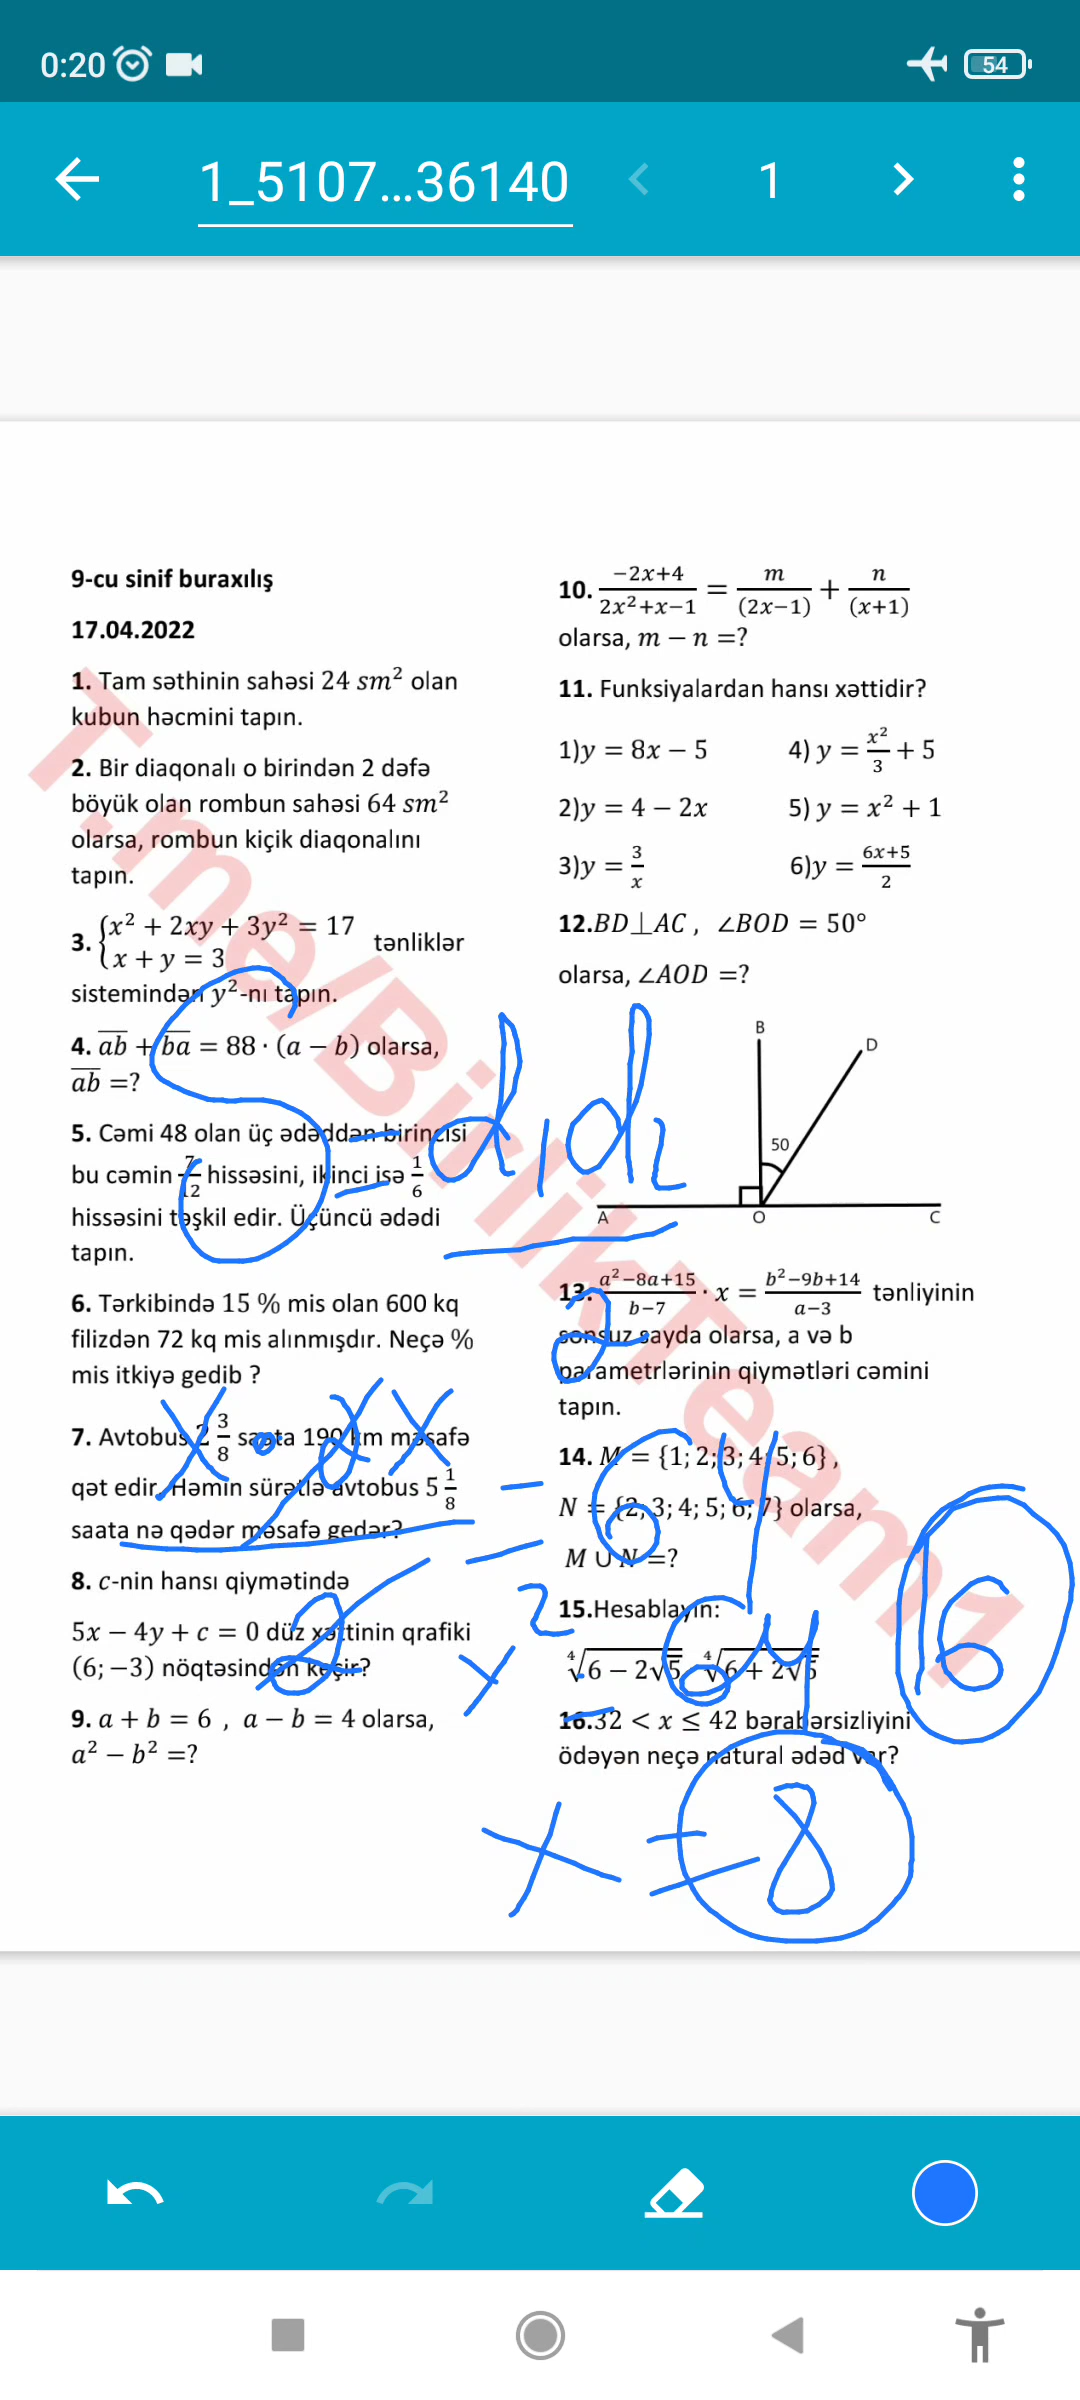 0:20
54
1_5107...36140
1
9-cu sinif buraxılış
17.04.2022
1. Tam səthinin sahəsi 24 sm² olan
kubun həcmini tapın.
2. Bir diaqonalı o birindən 2 dəfə
böyük olan rombun sahəsi 64 sm²
olarsa, rombun kiçik diaqonalını
tapın.
3. {x² + 2xy + 3y² = 17
x + y = 3 tənliklər
sistemindən y²-nı tapın.
4. ab + ba = 88 · (a − b) olarsa,
ab =?
5. Cəmi 48 olan üç ədəddən birincisi
bu cəmin 7/12 hissəsini, ikinci isə 1/6
hissəsini təşkil edir. Üçüncü ədədi
tapın.
6. Tərkibində 15 % mis olan 600 kq
filizdən 72 kq mis alınmışdır. Neçə %
mis itkiyə gedib ?
7. Avtobus 2 3/8 saata 190 km məsafə
qət edir. Həmin sürətlə avtobus 5 1/8
saata nə qədər məsafə gedər?
8. c-nin hansı qiymətində
5x − 4y + c = 0 düz xəttinin qrafiki
(6; −3) nöqtəsindən keçir?
9. a + b = 6 , a − b = 4 olarsa,
a² − b² =?
10. (−2x+4)/(2x²+x−1) = m/(2x−1) + n/(x+1)
olarsa, m − n =?
11. Funksiyalardan hansı xəttidir?
1)y = 8x − 5
4) y = x²/3 + 5
2)y = 4 − 2x
5) y = x² + 1
3)y = 3/x
6)y = (6x+5)/2
12.BD⊥AC , ∠BOD = 50°
olarsa, ∠AOD =?
B
D
50
A
O
C
13. (a²−8a+15)/(b−7) · x = (b²−9b+14)/(a−3) tənliyinin
sonsuz sayda olarsa, a və b
parametrlərinin qiymətləri cəmini
tapın.
14. M = {1; 2; 3; 4; 5; 6} ,
N = {2; 3; 4; 5; 6; 7} olarsa,
M ∪ N =?
15.Hesablayın:
⁴√(6 − 2√5) · ⁴√(6 + 2√5)
16.32 < x ≤ 42 bərabərsizliyini
ödəyən neçə natural ədəd var?
T.me/BirlikTeam1
S = d₁d₂
2
x · 2x
2
= 64
x² = 64
x = 8
16